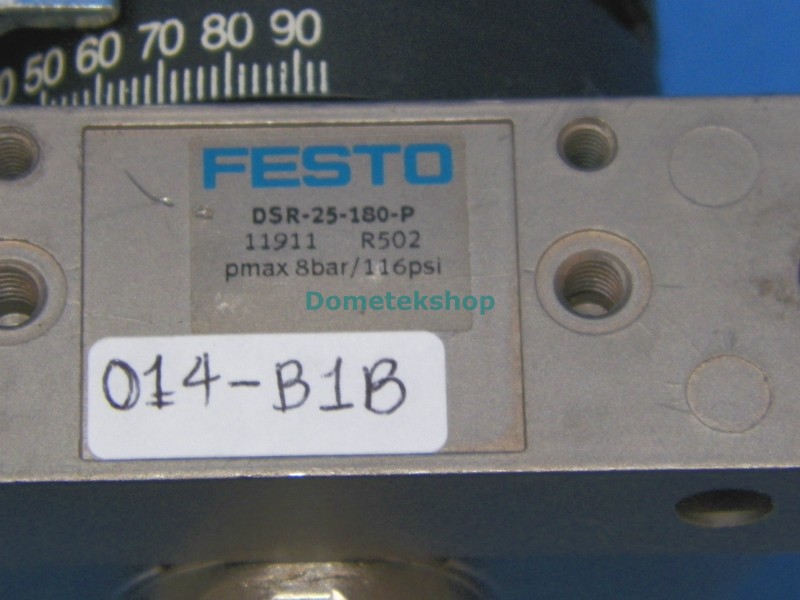 50 60 70 80 90
FESTO
DSR-25-180-P
11911 R502
pmax 8bar/116psi
Dometekshop
014-B1B